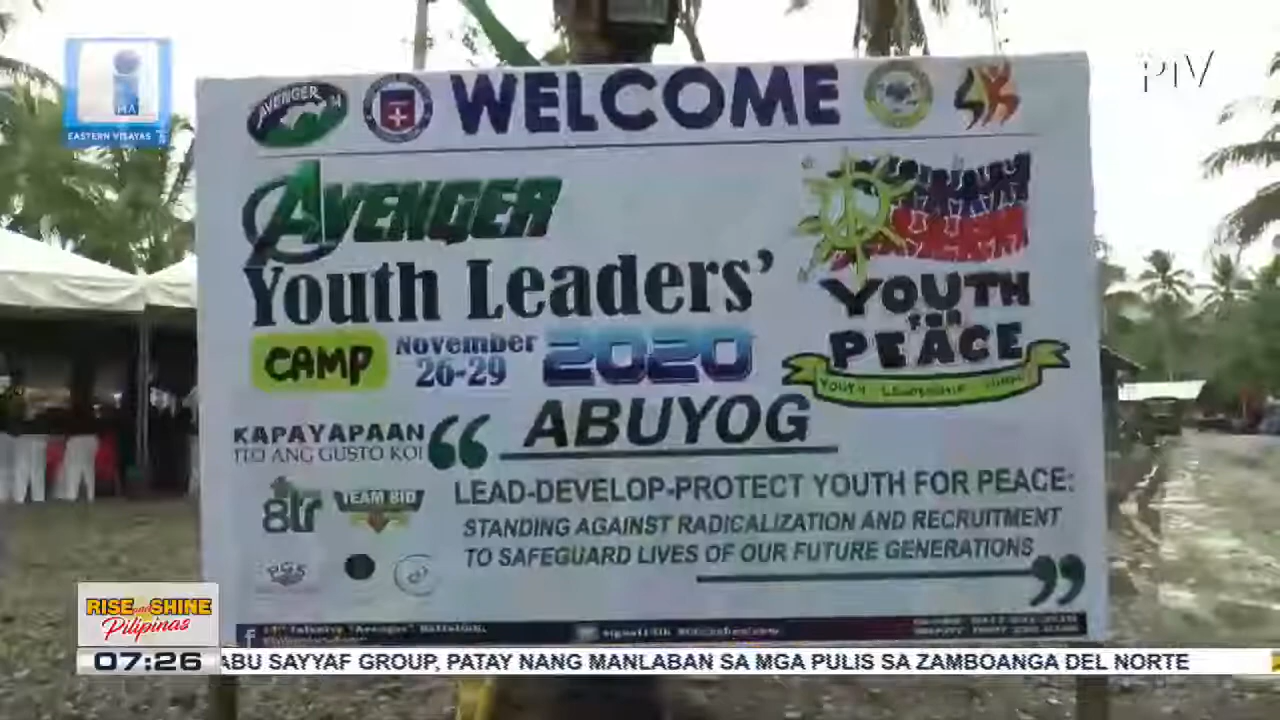 EASTERN VISAYAS
PTV
AVENGER
WELCOME
AVENGER
Youth Leaders'
CAMP
November
26-29
2020
YOUTH
FOR
PEACE
ABUYOG
KAPAYAPAAN
ITO ANG GUSTO KO!
8tr
TEAM BID
LEAD-DEVELOP-PROTECT YOUTH FOR PEACE:
STANDING AGAINST RADICALIZATION AND RECRUITMENT
TO SAFEGUARD LIVES OF OUR FUTURE GENERATIONS
RISE and SHINE
Pilipinas
07:26
ABU SAYYAF GROUP, PATAY NANG MANLABAN SA MGA PULIS SA ZAMBOANGA DEL NORTE